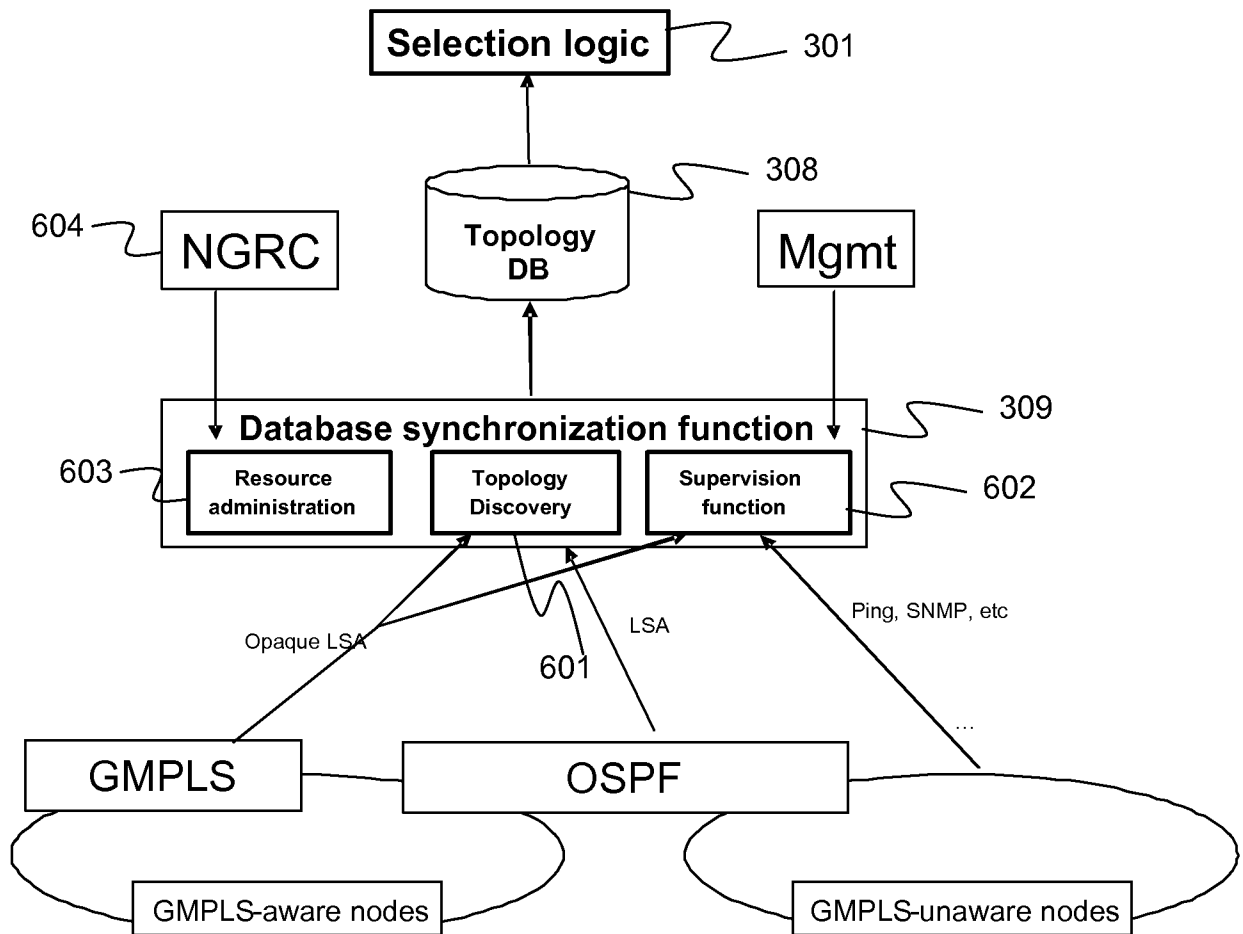 Selection logic
301
308
604
NGRC
Topology
DB
Mgmt
309
Database synchronization function
603
Resource
administration
Topology
Discovery
Supervision
function
602
Opaque LSA
601
LSA
Ping, SNMP, etc
...
GMPLS
OSPF
GMPLS-aware nodes
GMPLS-unaware nodes